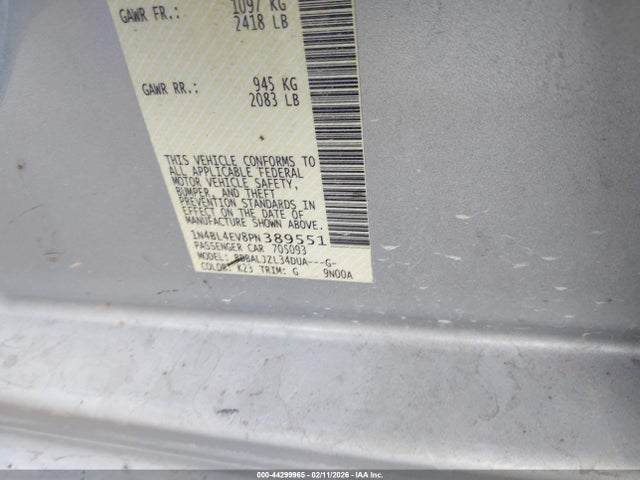 GAWR FR.: 1097 KG
2418 LB
GAWR RR.: 945 KG
2083 LB
THIS VEHICLE CONFORMS TO
ALL APPLICABLE FEDERAL
MOTOR VEHICLE SAFETY,
BUMPER, AND THEFT
PREVENTION STANDARDS
IN EFFECT ON THE DATE OF
MANUFACTURE SHOWN ABOVE.
1N4BL4EV8PN389551
PASSENGER CAR 705093
MODEL:
COLOR: K23 TRIM: G 9N00A
000-44299965 | 02/11/2026 | IAA Inc.